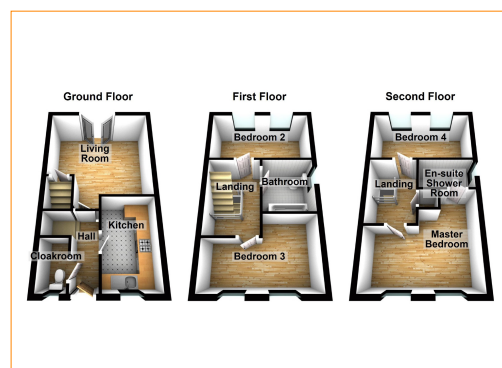 Ground Floor
First Floor
Second Floor
Living
Room
Hall
Kitchen
Cloakroom
Bedroom 2
Landing
Bathroom
Bedroom 3
Bedroom 4
Landing
En-suite
Shower
Room
Master
Bedroom